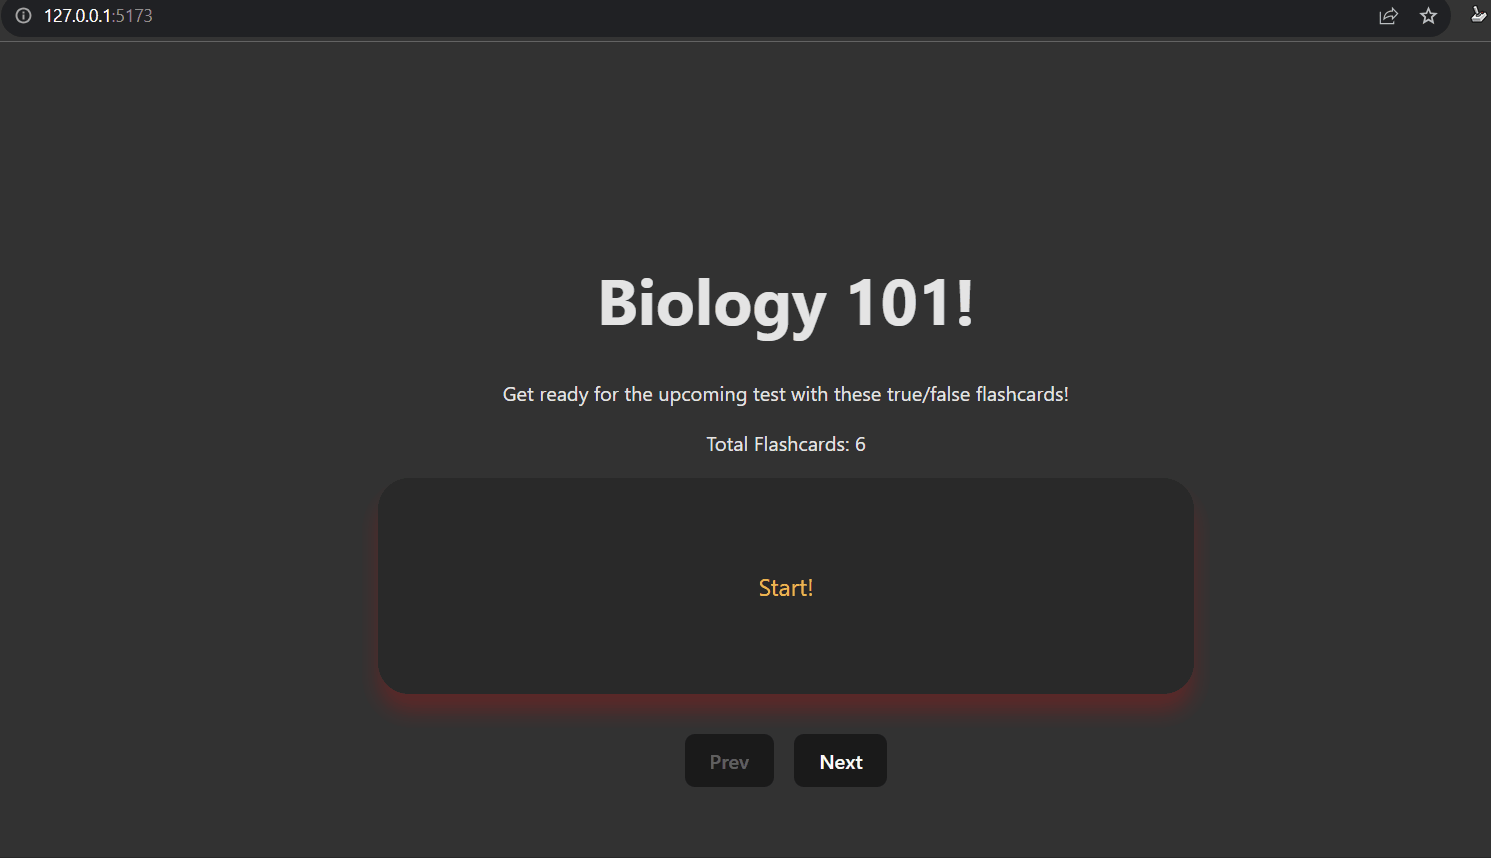 127.0.0.1:5173
Biology 101!
Get ready for the upcoming test with these true/false flashcards!
Total Flashcards: 6
Start!
Prev
Next